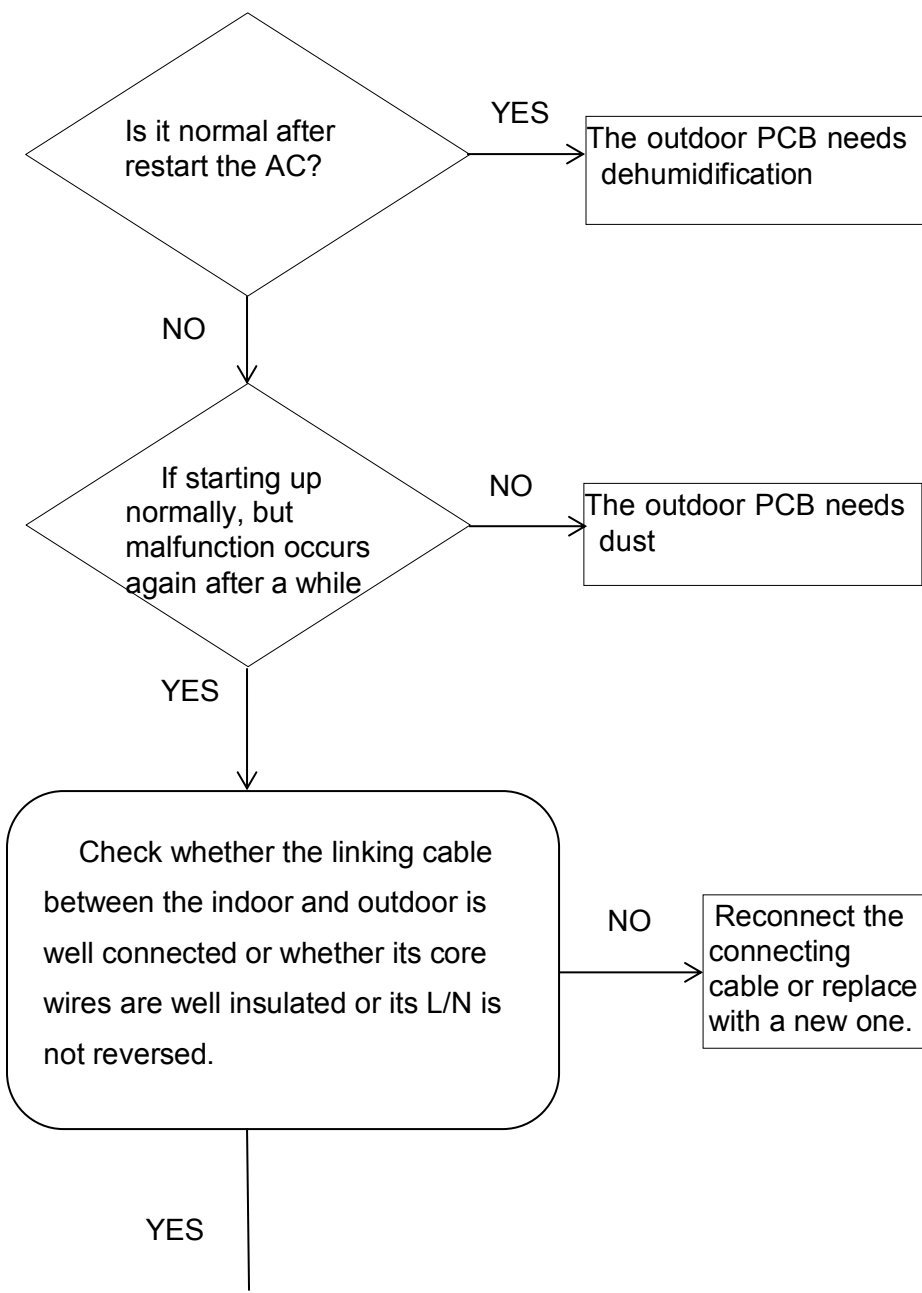 Is it normal after
restart the AC?
YES
The outdoor PCB needs
dehumidification
NO
If starting up
normally, but
malfunction occurs
again after a while
NO
The outdoor PCB needs
dust
YES
Check whether the linking cable
between the indoor and outdoor is
well connected or whether its core
wires are well insulated or its L/N is
not reversed.
NO
Reconnect the
connecting
cable or replace
with a new one.
YES